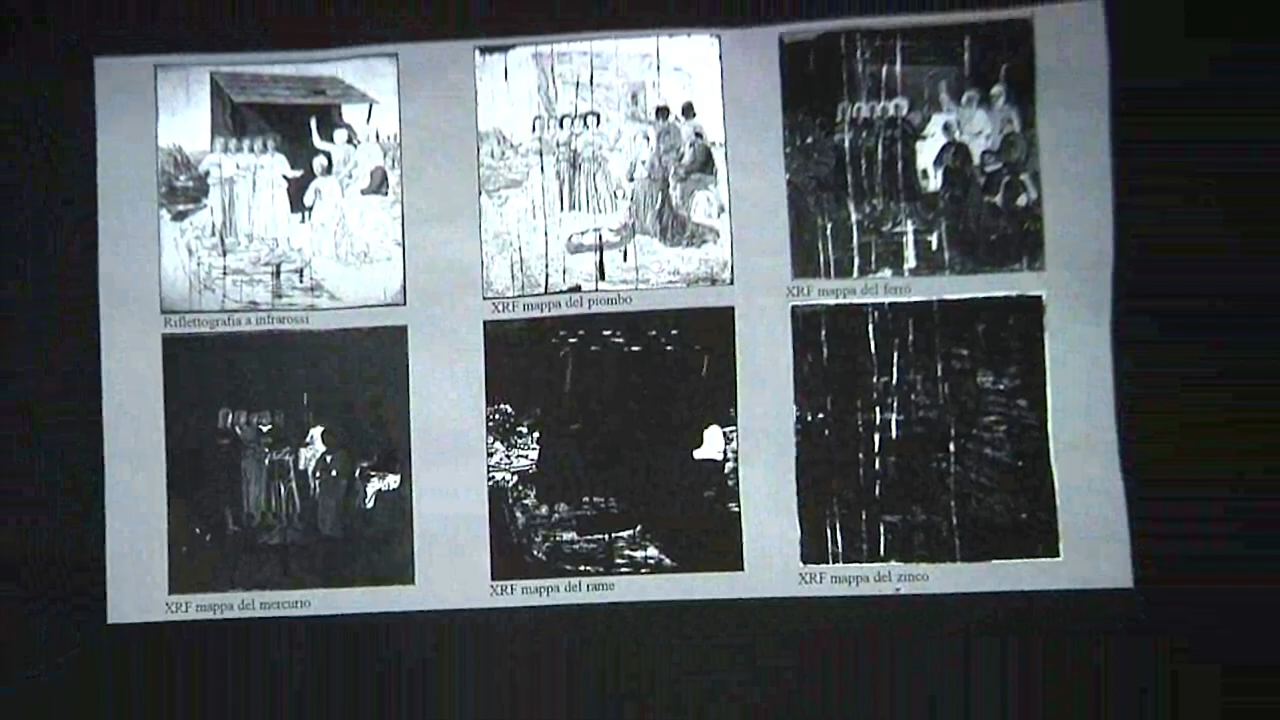 Riflettografia a infrarossi
XRF mappa del piombo
XRF mappa del ferro
XRF mappa del mercurio
XRF mappa del rame
XRF mappa del zinco